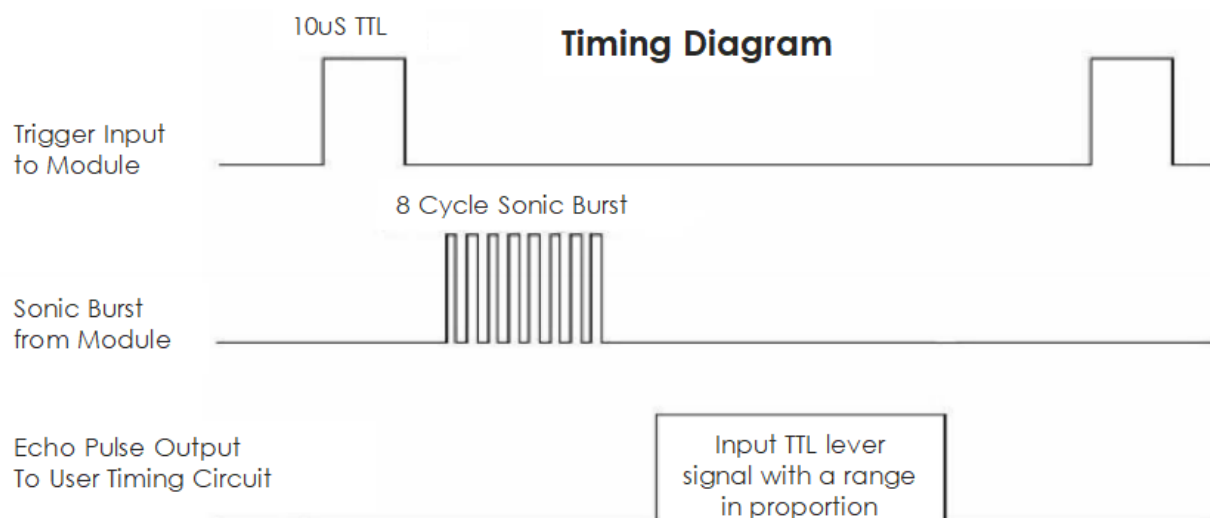 10uS TTL
Timing Diagram
Trigger Input
to Module
8 Cycle Sonic Burst
Sonic Burst
from Module
Echo Pulse Output
To User Timing Circuit
Input TTL lever
signal with a range
in proportion